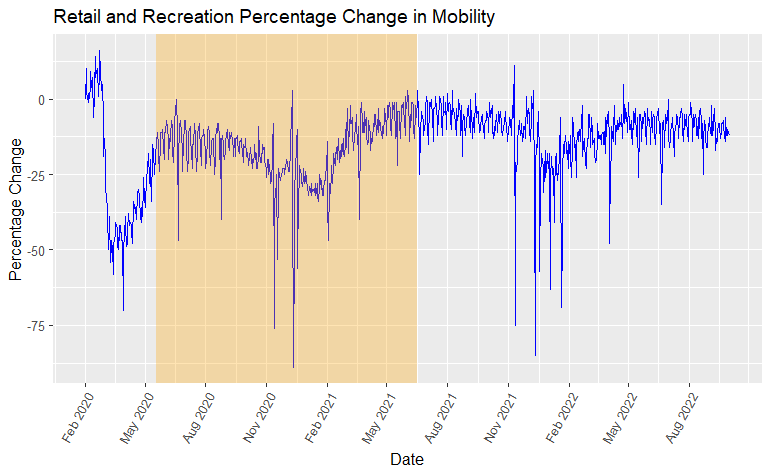 Retail and Recreation Percentage Change in Mobility
Percentage Change
0
-25
-50
-75
Feb 2020
May 2020
Aug 2020
Nov 2020
Feb 2021
May 2021
Aug 2021
Nov 2021
Feb 2022
May 2022
Aug 2022
Date